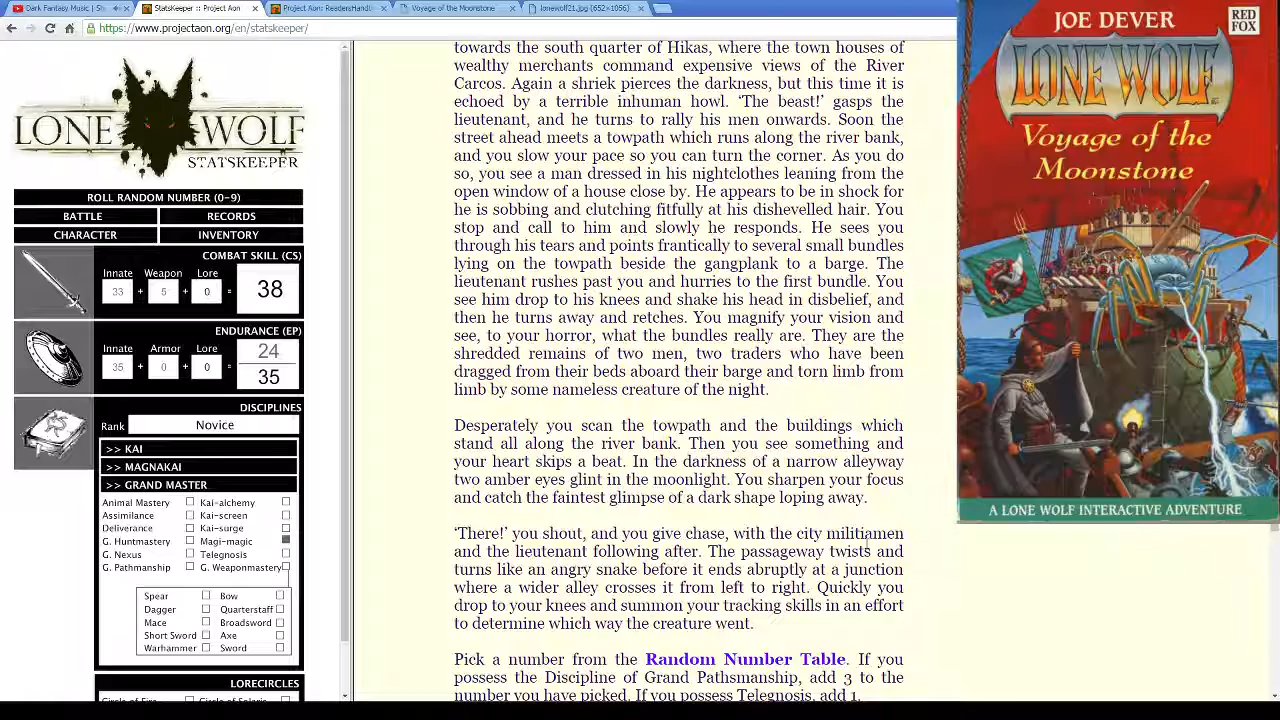 Dark Fantasy Music | Sh
StatsKeeper :: Project Aon
Project Aon: ReadersHandl
Voyage of the Moonstone
lonewolf21.jpg (652×1056)
https://www.projectaon.org/en/statskeeper/
LONE WOLF
STATSKEEPER
ROLL RANDOM NUMBER (0-9)
BATTLE RECORDS
CHARACTER INVENTORY
COMBAT SKILL (CS)
Innate Weapon Lore
33 + 5 + 0 = 38
ENDURANCE (EP)
Innate Armor Lore
24
35 + 0 + 0 = 35
DISCIPLINES
Rank Novice
>> KAI
>> MAGNAKAI
>> GRAND MASTER
Animal Mastery Kai-alchemy
Assimilance Kai-screen
Deliverance Kai-surge
G. Huntmastery Magi-magic
G. Nexus Telegnosis
G. Pathmanship G. Weaponmastery
Spear Bow
Dagger Quarterstaff
Mace Broadsword
Short Sword Axe
Warhammer Sword
LORECIRCLES
towards the south quarter of Hikas, where the town houses of
wealthy merchants command expensive views of the River
Carcos. Again a shriek pierces the darkness, but this time it is
echoed by a terrible inhuman howl. ‘The beast!’ gasps the
lieutenant, and he turns to rally his men onwards. Soon the
street ahead meets a towpath which runs along the river bank,
and you slow your pace so you can turn the corner. As you do
so, you see a man dressed in his nightclothes leaning from the
open window of a house close by. He appears to be in shock for
he is sobbing and clutching fitfully at his dishevelled hair. You
stop and call to him and slowly he responds. He sees you
through his tears and points frantically to several small bundles
lying on the towpath beside the gangplank to a barge. The
lieutenant rushes past you and hurries to the first bundle. You
see him drop to his knees and shake his head in disbelief, and
then he turns away and retches. You magnify your vision and
see, to your horror, what the bundles really are. They are the
shredded remains of two men, two traders who have been
dragged from their beds aboard their barge and torn limb from
limb by some nameless creature of the night.
Desperately you scan the towpath and the buildings which
stand all along the river bank. Then you see something and
your heart skips a beat. In the darkness of a narrow alleyway
two amber eyes glint in the moonlight. You sharpen your focus
and catch the faintest glimpse of a dark shape loping away.
‘There!’ you shout, and you give chase, with the city militiamen
and the lieutenant following after. The passageway twists and
turns like an angry snake before it ends abruptly at a junction
where a wider alley crosses it from left to right. Quickly you
drop to your knees and summon your tracking skills in an effort
to determine which way the creature went.
Pick a number from the Random Number Table. If you
possess the Discipline of Grand Pathsmanship, add 3 to the
number you have picked. If you possess Telegnosis, add 1.
JOE DEVER
RED
FOX
LONE WOLF
Voyage of the
Moonstone
A LONE WOLF INTERACTIVE ADVENTURE